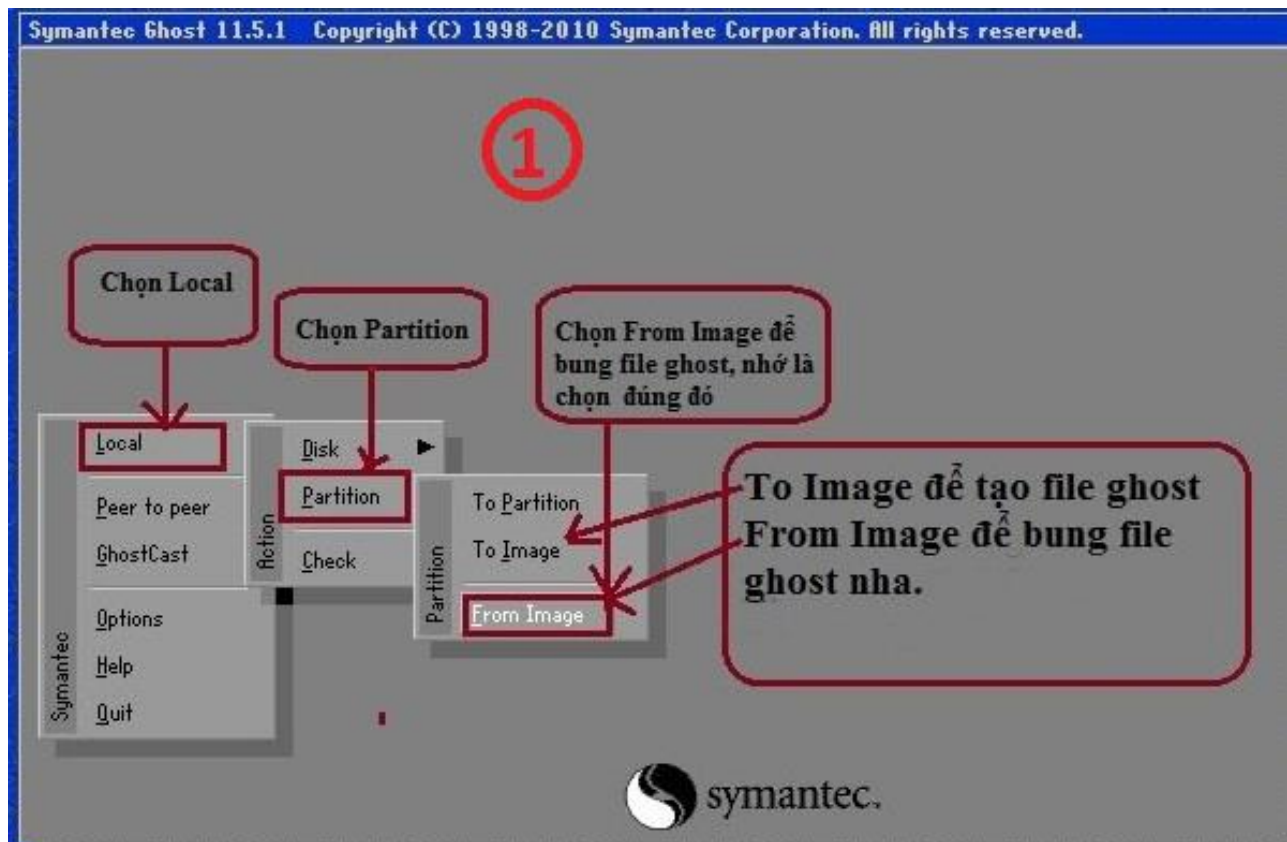 Symantec Ghost 11.5.1 Copyright (C) 1998-2010 Symantec Corporation. All rights reserved.
1
Chọn Local
Chọn Partition
Chọn From Image để
bung file ghost, nhớ là
chọn đúng đó
Local
Peer to peer
GhostCast
Options
Help
Quit
Symantec
Disk
Partition
Check
Action
To Partition
To Image
From Image
Partition
To Image để tạo file ghost
From Image để bung file
ghost nha.
symantec.